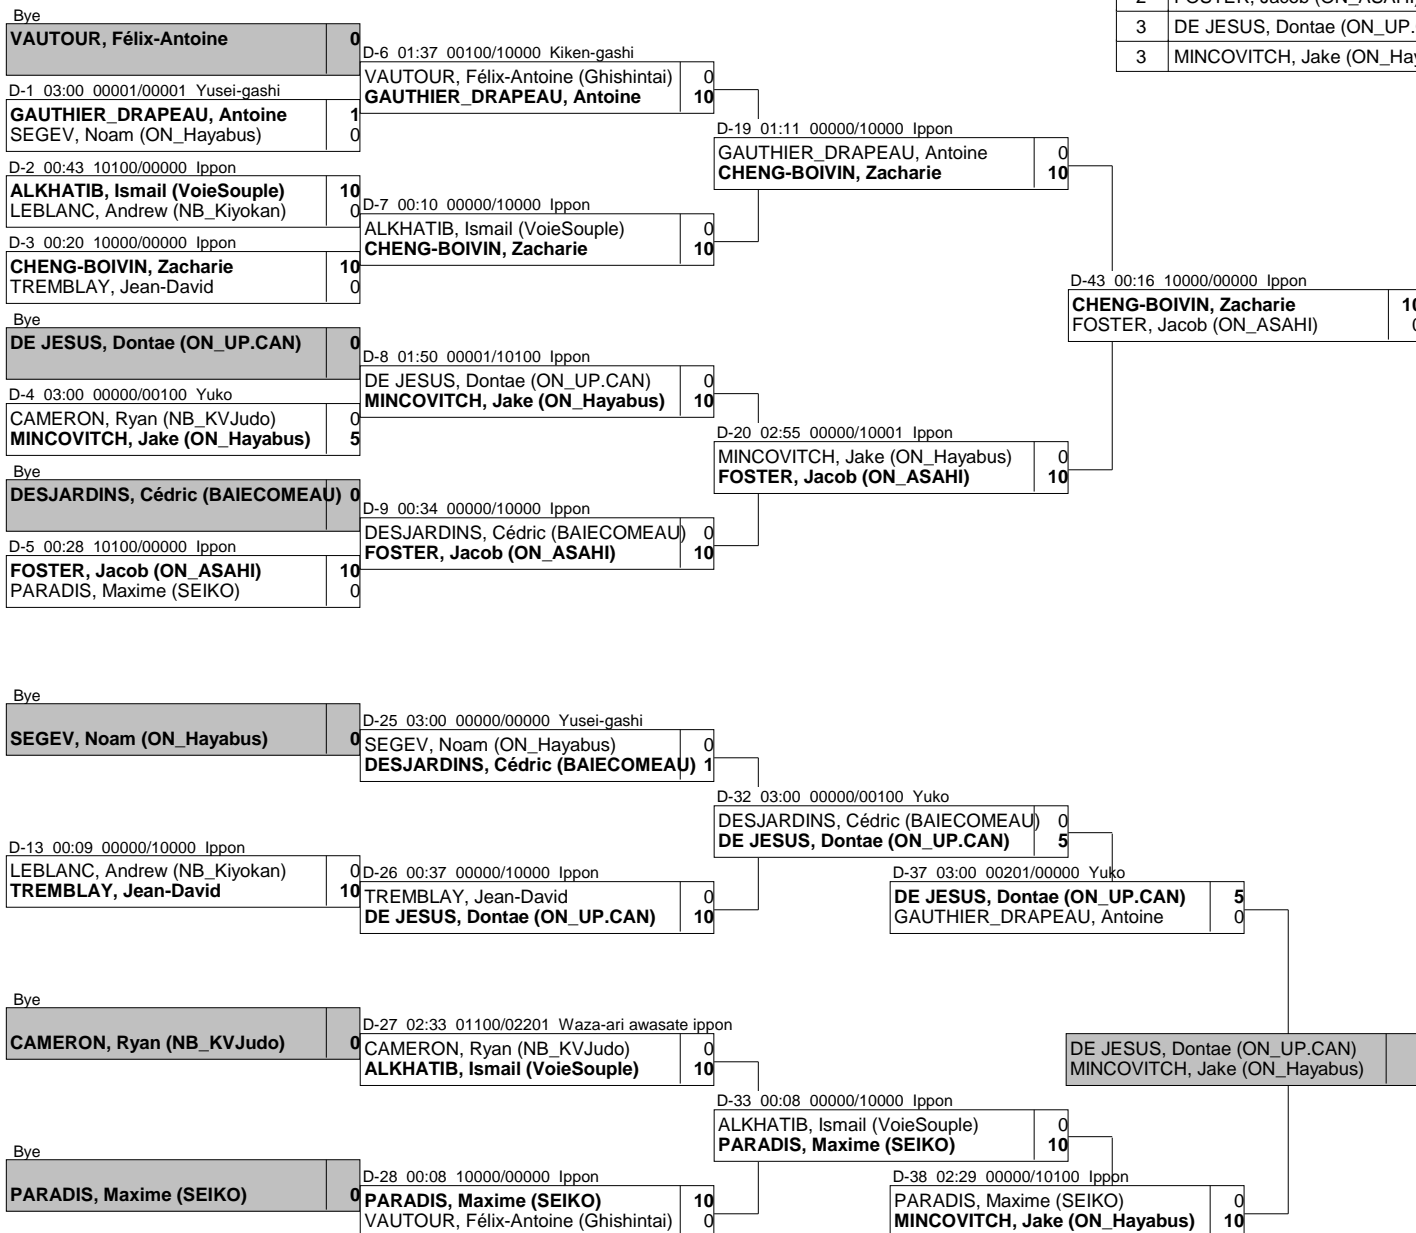 2 FOSTER, Jacob (ON_ASAHI)
3 DE JESUS, Dontae (ON_UP.
3 MINCOVITCH, Jake (ON_Hay
Bye
VAUTOUR, Félix-Antoine 0
D-1 03:00 00001/00001 Yusei-gashi
GAUTHIER_DRAPEAU, Antoine 1
SEGEV, Noam (ON_Hayabus) 0
D-2 00:43 10100/00000 Ippon
ALKHATIB, Ismail (VoieSouple) 10
LEBLANC, Andrew (NB_Kiyokan) 0
D-3 00:20 10000/00000 Ippon
CHENG-BOIVIN, Zacharie 10
TREMBLAY, Jean-David 0
Bye
DE JESUS, Dontae (ON_UP.CAN) 0
D-4 03:00 00000/00100 Yuko
CAMERON, Ryan (NB_KVJudo) 0
MINCOVITCH, Jake (ON_Hayabus) 5
Bye
DESJARDINS, Cédric (BAIECOMEAU) 0
D-5 00:28 10100/00000 Ippon
FOSTER, Jacob (ON_ASAHI) 10
PARADIS, Maxime (SEIKO) 0
D-6 01:37 00100/10000 Kiken-gashi
VAUTOUR, Félix-Antoine (Ghishintai) 0
GAUTHIER_DRAPEAU, Antoine 10
D-7 00:10 00000/10000 Ippon
ALKHATIB, Ismail (VoieSouple) 0
CHENG-BOIVIN, Zacharie 10
D-8 01:50 00001/10100 Ippon
DE JESUS, Dontae (ON_UP.CAN) 0
MINCOVITCH, Jake (ON_Hayabus) 10
D-9 00:34 00000/10000 Ippon
DESJARDINS, Cédric (BAIECOMEAU) 0
FOSTER, Jacob (ON_ASAHI) 10
D-19 01:11 00000/10000 Ippon
GAUTHIER_DRAPEAU, Antoine 0
CHENG-BOIVIN, Zacharie 10
D-20 02:55 00000/10001 Ippon
MINCOVITCH, Jake (ON_Hayabus) 0
FOSTER, Jacob (ON_ASAHI) 10
D-43 00:16 10000/00000 Ippon
CHENG-BOIVIN, Zacharie 10
FOSTER, Jacob (ON_ASAHI) 0
Bye
SEGEV, Noam (ON_Hayabus) 0
D-13 00:09 00000/10000 Ippon
LEBLANC, Andrew (NB_Kiyokan) 0
TREMBLAY, Jean-David 10
Bye
CAMERON, Ryan (NB_KVJudo) 0
Bye
PARADIS, Maxime (SEIKO) 0
D-25 03:00 00000/00000 Yusei-gashi
SEGEV, Noam (ON_Hayabus) 0
DESJARDINS, Cédric (BAIECOMEAU) 1
D-26 00:37 00000/10000 Ippon
TREMBLAY, Jean-David 0
DE JESUS, Dontae (ON_UP.CAN) 10
D-27 02:33 01100/02201 Waza-ari awasate ippon
CAMERON, Ryan (NB_KVJudo) 0
ALKHATIB, Ismail (VoieSouple) 10
D-28 00:08 10000/00000 Ippon
PARADIS, Maxime (SEIKO) 10
VAUTOUR, Félix-Antoine (Ghishintai) 0
D-32 03:00 00000/00100 Yuko
DESJARDINS, Cédric (BAIECOMEAU) 0
DE JESUS, Dontae (ON_UP.CAN) 5
D-33 00:08 00000/10000 Ippon
ALKHATIB, Ismail (VoieSouple) 0
PARADIS, Maxime (SEIKO) 10
D-37 03:00 00201/00000 Yuko
DE JESUS, Dontae (ON_UP.CAN) 5
GAUTHIER_DRAPEAU, Antoine 0
D-38 02:29 00000/10100 Ippon
PARADIS, Maxime (SEIKO) 0
MINCOVITCH, Jake (ON_Hayabus) 10
DE JESUS, Dontae (ON_UP.CAN)
MINCOVITCH, Jake (ON_Hayabus)